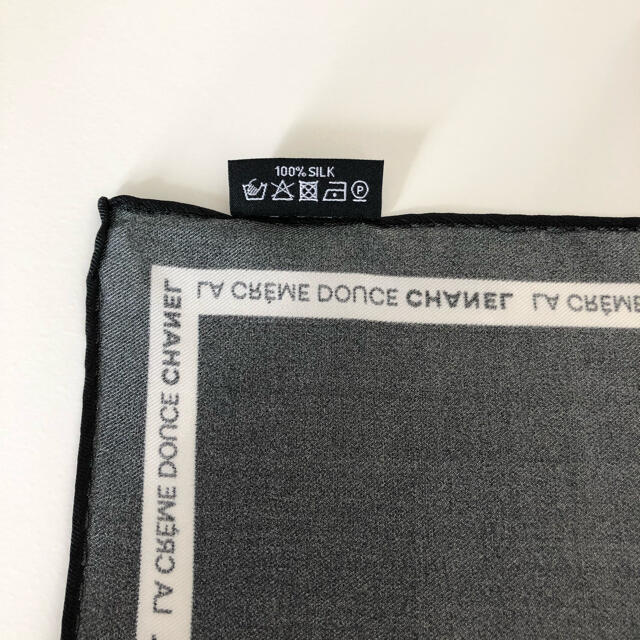 100% SILK
P
LA CRÈME DOUCE CHANEL LA CRÈME
LA CRÈME DOUCE CHANEL